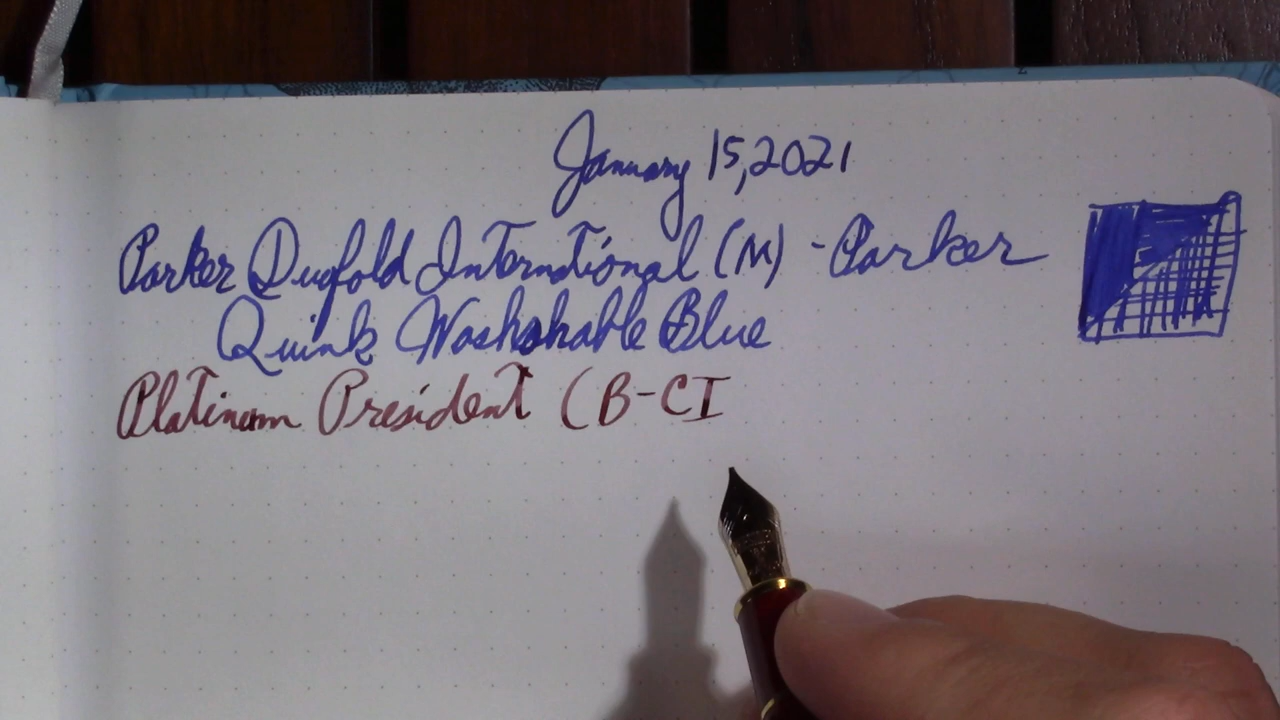 January 15, 2021
Parker Duofold International (M) - Parker
Quink Washable Blue
Platinum President (B-CI